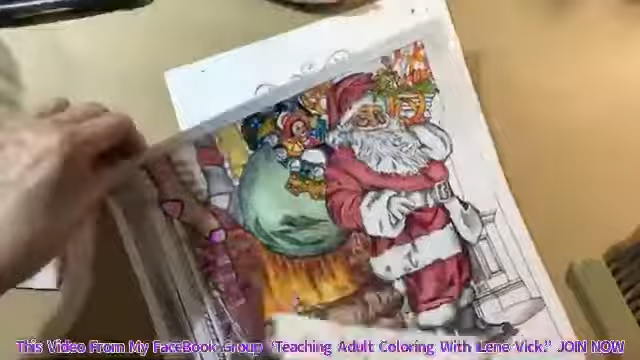 This Video From My FaceBook Group "Teaching Adult Coloring With Lene Vick." JOIN NOW